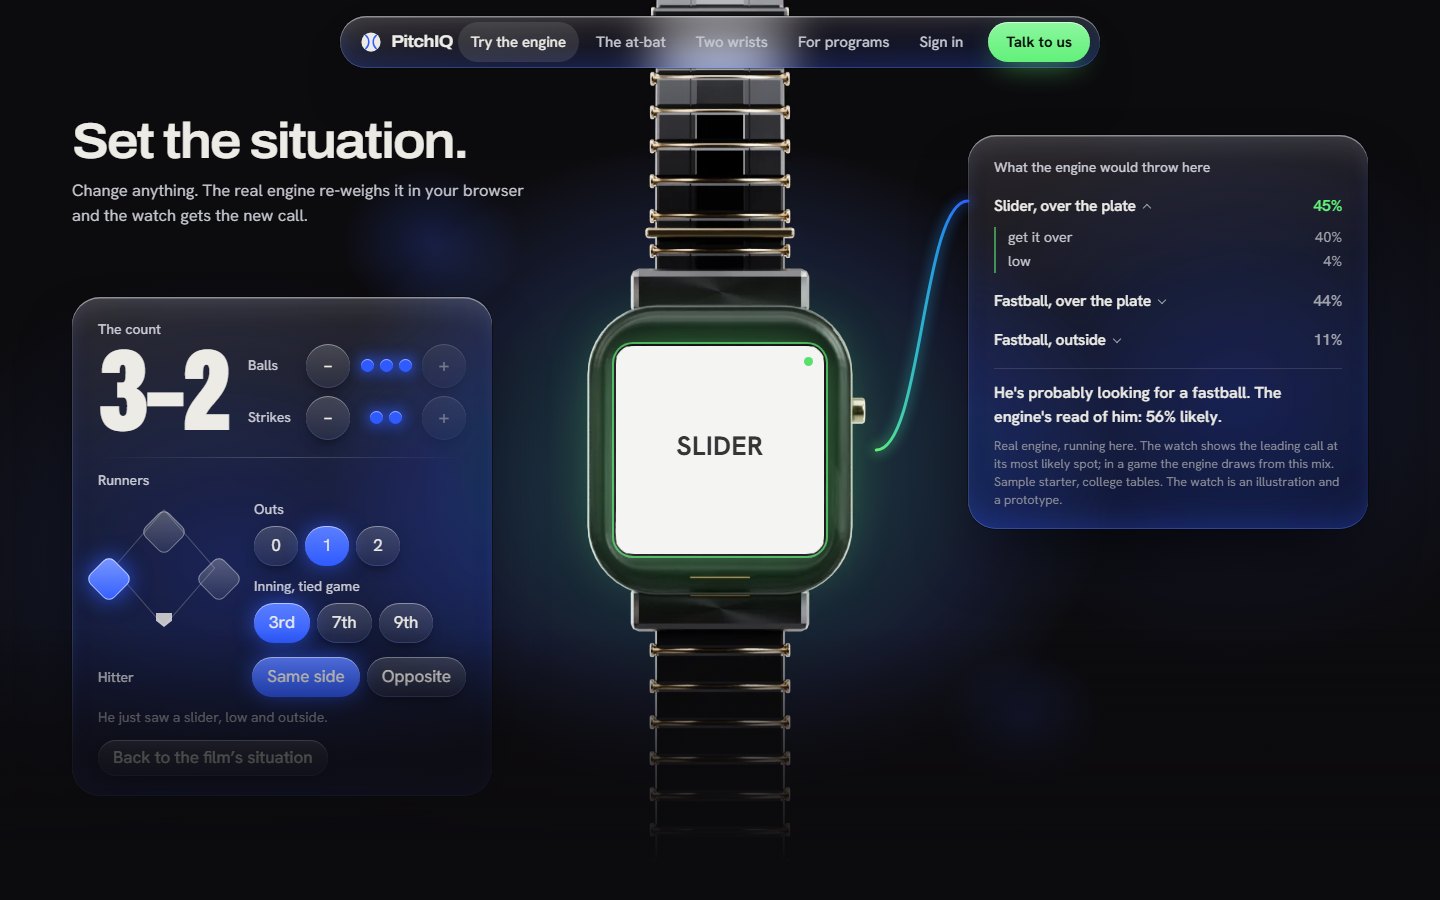 PitchIQ
Try the engine
The at-bat
Two wrists
For programs
Sign in
Talk to us
Set the situation.
Change anything. The real engine re-weighs it in your browser
and the watch gets the new call.
The count
3–2
Balls
-
+
Strikes
-
+
Runners
Outs
0
1
2
Inning, tied game
3rd
7th
9th
Hitter
Same side
Opposite
He just saw a slider, low and outside.
Back to the film’s situation
SLIDER
What the engine would throw here
Slider, over the plate 45%
get it over 40%
low 4%
Fastball, over the plate 44%
Fastball, outside 11%
He's probably looking for a fastball. The
engine's read of him: 56% likely.
Real engine, running here. The watch shows the leading call at
its most likely spot; in a game the engine draws from this mix.
Sample starter, college tables. The watch is an illustration and
a prototype.